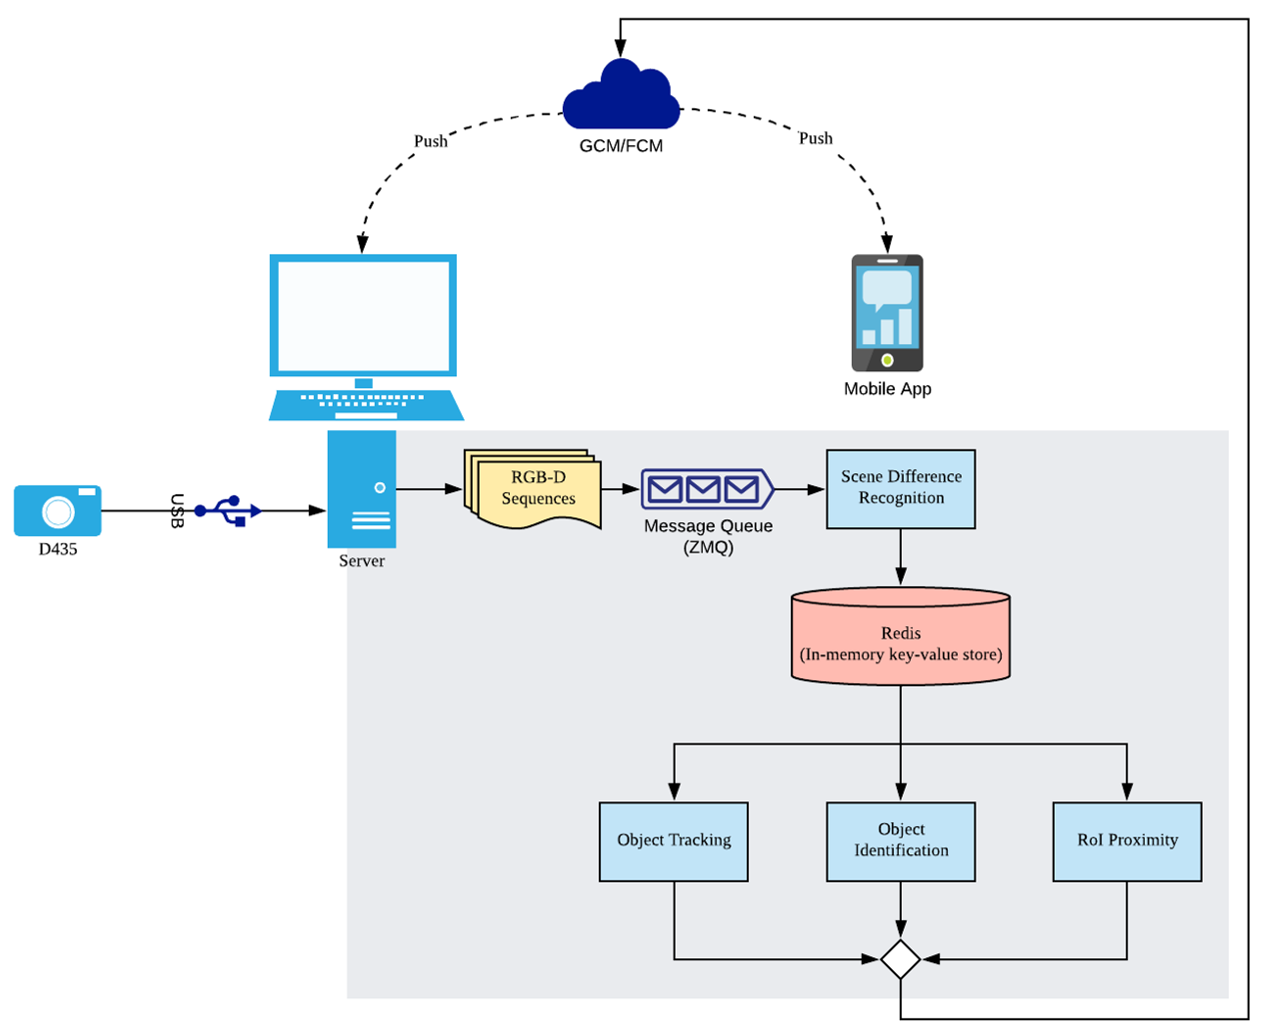 Push
Push
GCM/FCM
Mobile App
USB
D435
Server
RGB-D
Sequences
Message Queue
(ZMQ)
Scene Difference
Recognition
Redis
(In-memory key-value store)
Object Tracking
Object
Identification
RoI Proximity